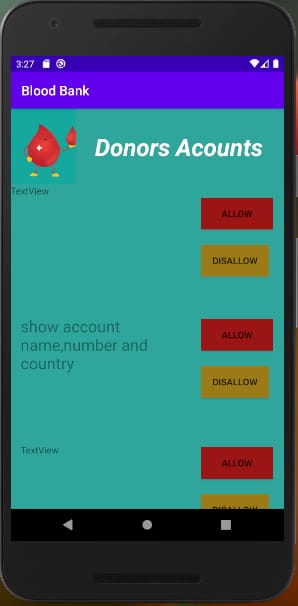 3:27
Blood Bank
Donors Acounts
TextView
ALLOW
DISALLOW
show account
name,number and
country
ALLOW
DISALLOW
TextView
ALLOW
DISALLOW